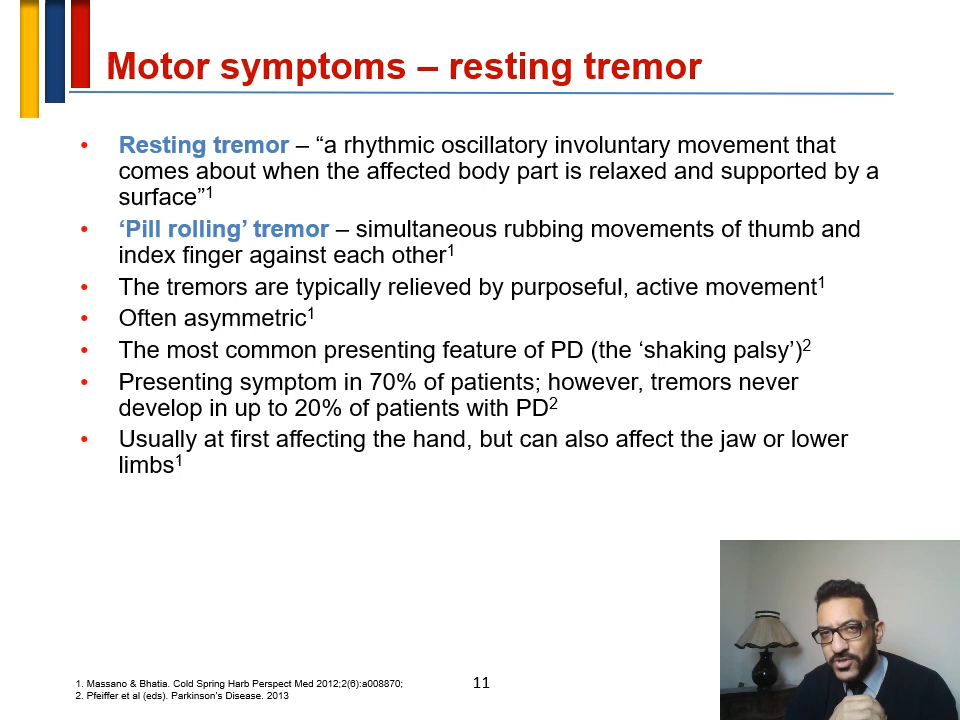 Motor symptoms – resting tremor
• Resting tremor – “a rhythmic oscillatory involuntary movement that
comes about when the affected body part is relaxed and supported by a
surface”1
• ‘Pill rolling’ tremor – simultaneous rubbing movements of thumb and
index finger against each other1
• The tremors are typically relieved by purposeful, active movement1
• Often asymmetric1
• The most common presenting feature of PD (the ‘shaking palsy’)2
• Presenting symptom in 70% of patients; however, tremors never
develop in up to 20% of patients with PD2
• Usually at first affecting the hand, but can also affect the jaw or lower
limbs1
1. Massano & Bhatia. Cold Spring Harb Perspect Med 2012;2(6):a008870;
2. Pfeiffer et al (eds). Parkinson’s Disease. 2013
11